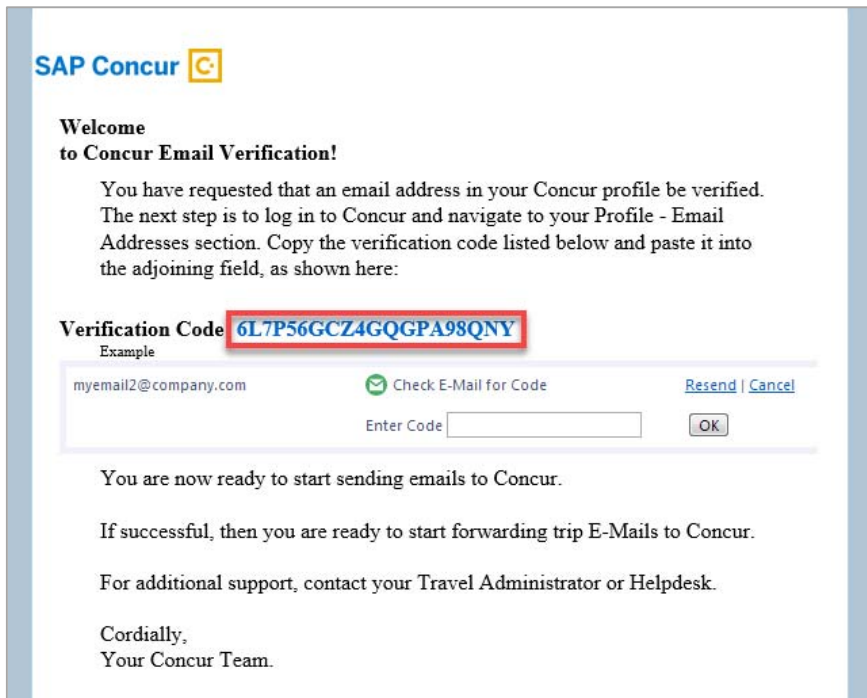 SAP Concur C.
Welcome
to Concur Email Verification!
You have requested that an email address in your Concur profile be verified.
The next step is to log in to Concur and navigate to your Profile - Email
Addresses section. Copy the verification code listed below and paste it into
the adjoining field, as shown here:
Verification Code 6L7P56GCZ4GQGPA98QNY
Example
myemail2@company.com Check E-Mail for Code Resend | Cancel
Enter Code OK
You are now ready to start sending emails to Concur.
If successful, then you are ready to start forwarding trip E-Mails to Concur.
For additional support, contact your Travel Administrator or Helpdesk.
Cordially,
Your Concur Team.